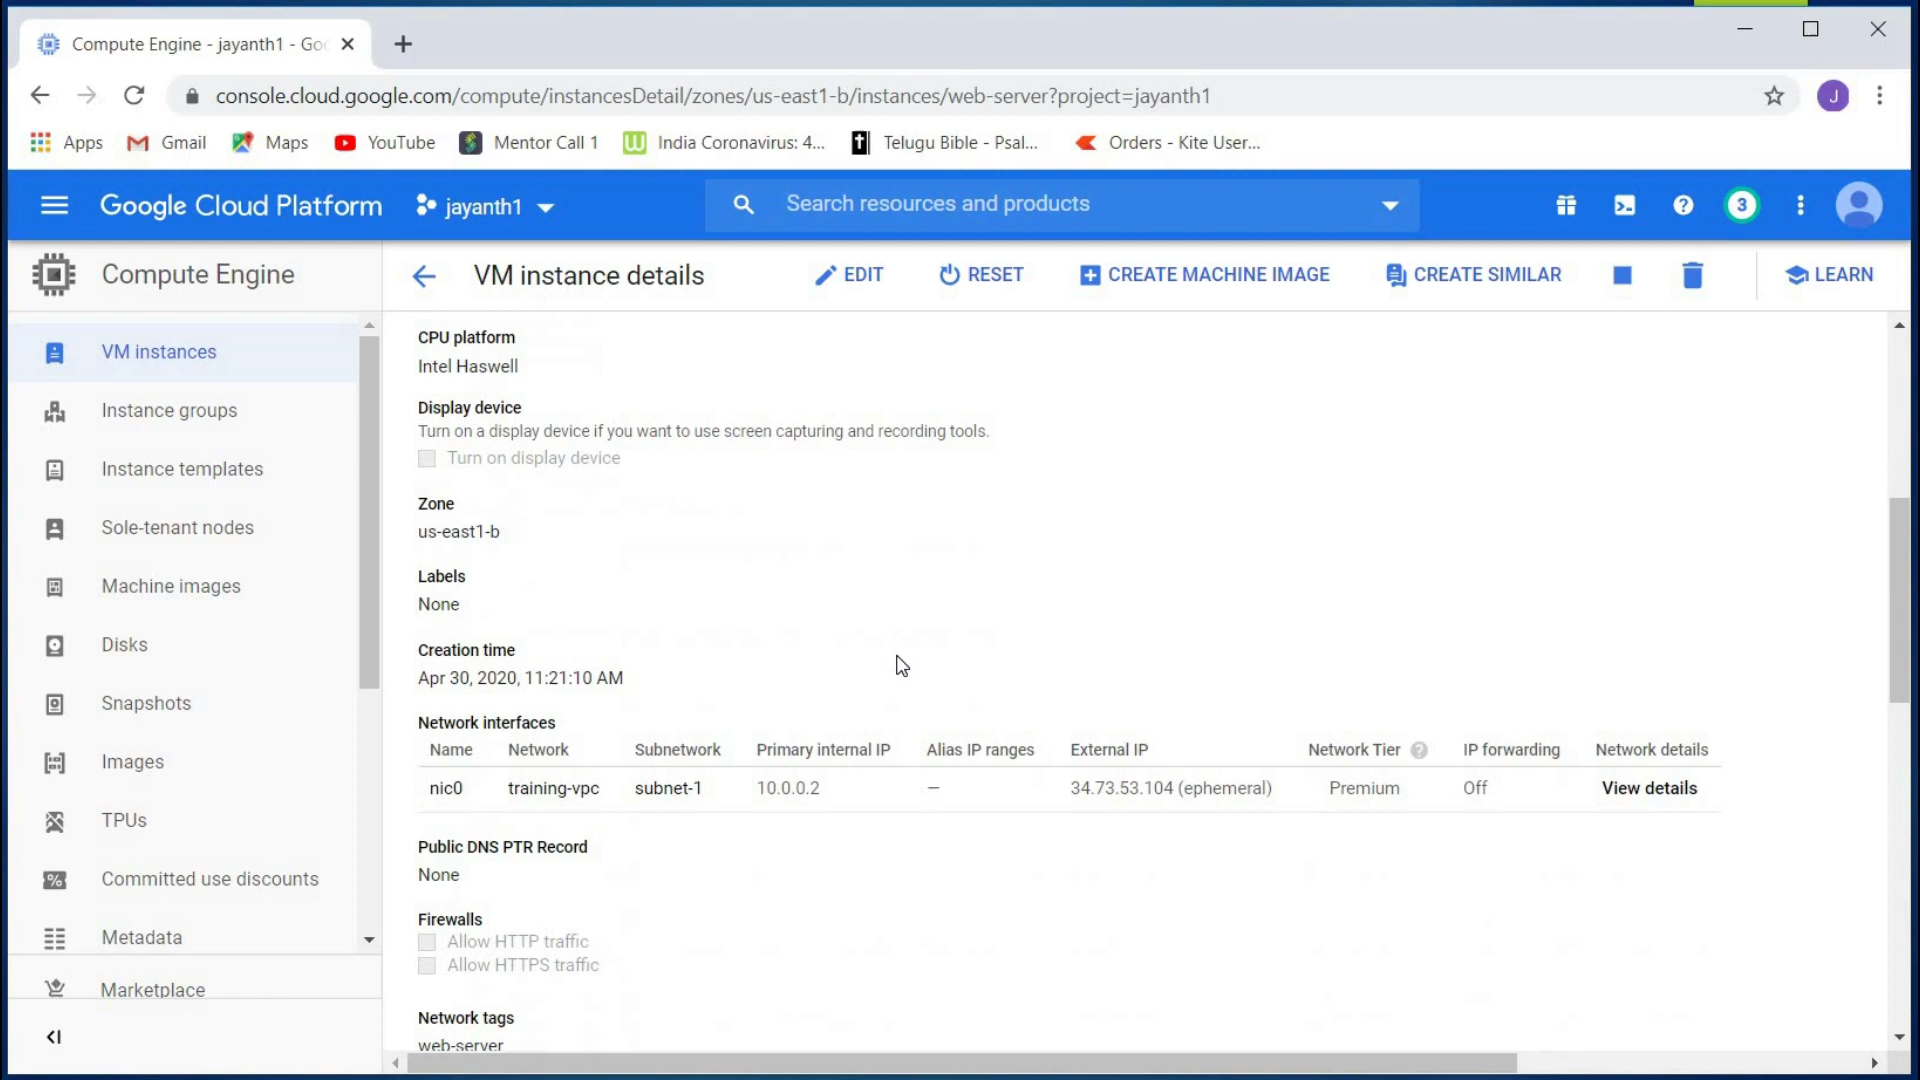 Compute Engine - jayanth1 - Goo
console.cloud.google.com/compute/instancesDetail/zones/us-east1-b/instances/web-server?project=jayanth1
J
Apps
Gmail
Maps
YouTube
Mentor Call 1
India Coronavirus: 4...
Telugu Bible - Psal...
Orders - Kite User...
Google Cloud Platform
jayanth1
Search resources and products
3
Compute Engine
VM instance details
EDIT
RESET
CREATE MACHINE IMAGE
CREATE SIMILAR
LEARN
VM instances
Instance groups
Instance templates
Sole-tenant nodes
Machine images
Disks
Snapshots
Images
TPUs
Committed use discounts
Metadata
Marketplace
CPU platform
Intel Haswell
Display device
Turn on a display device if you want to use screen capturing and recording tools.
Turn on display device
Zone
us-east1-b
Labels
None
Creation time
Apr 30, 2020, 11:21:10 AM
Network interfaces
Name Network Subnetwork Primary internal IP Alias IP ranges External IP Network Tier IP forwarding Network details
nic0 training-vpc subnet-1 10.0.0.2 — 34.73.53.104 (ephemeral) Premium Off View details
Public DNS PTR Record
None
Firewalls
Allow HTTP traffic
Allow HTTPS traffic
Network tags
web-server